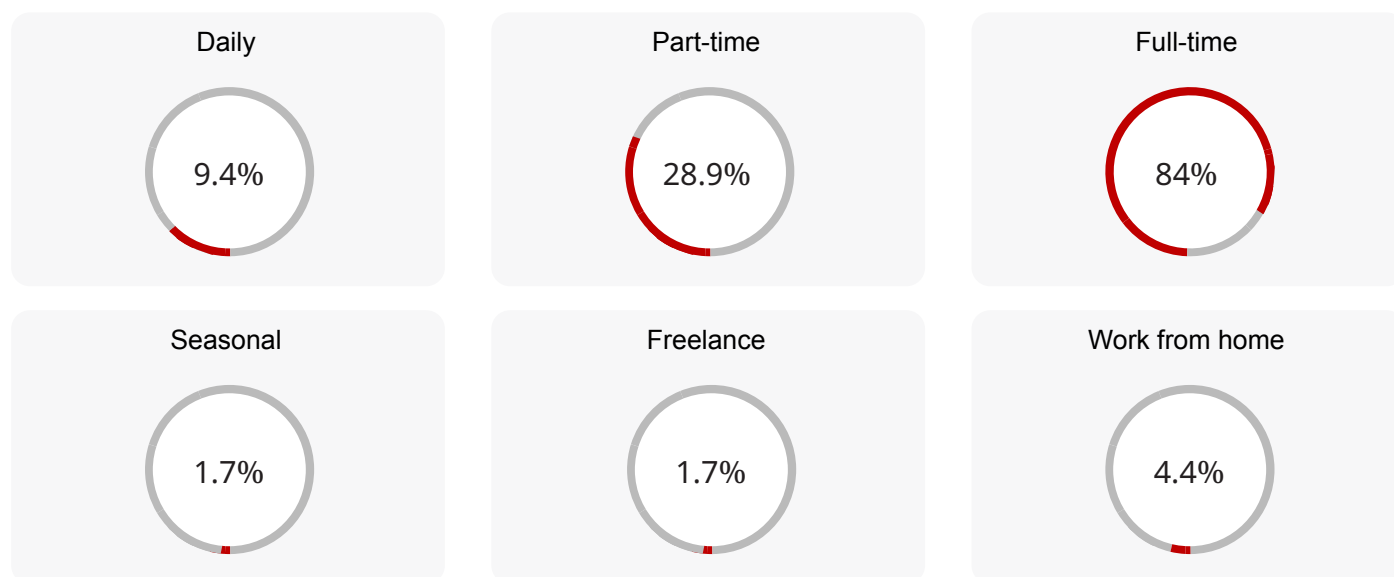 Daily
9.4%
Part-time
28.9%
Full-time
84%
Seasonal
1.7%
Freelance
1.7%
Work from home
4.4%